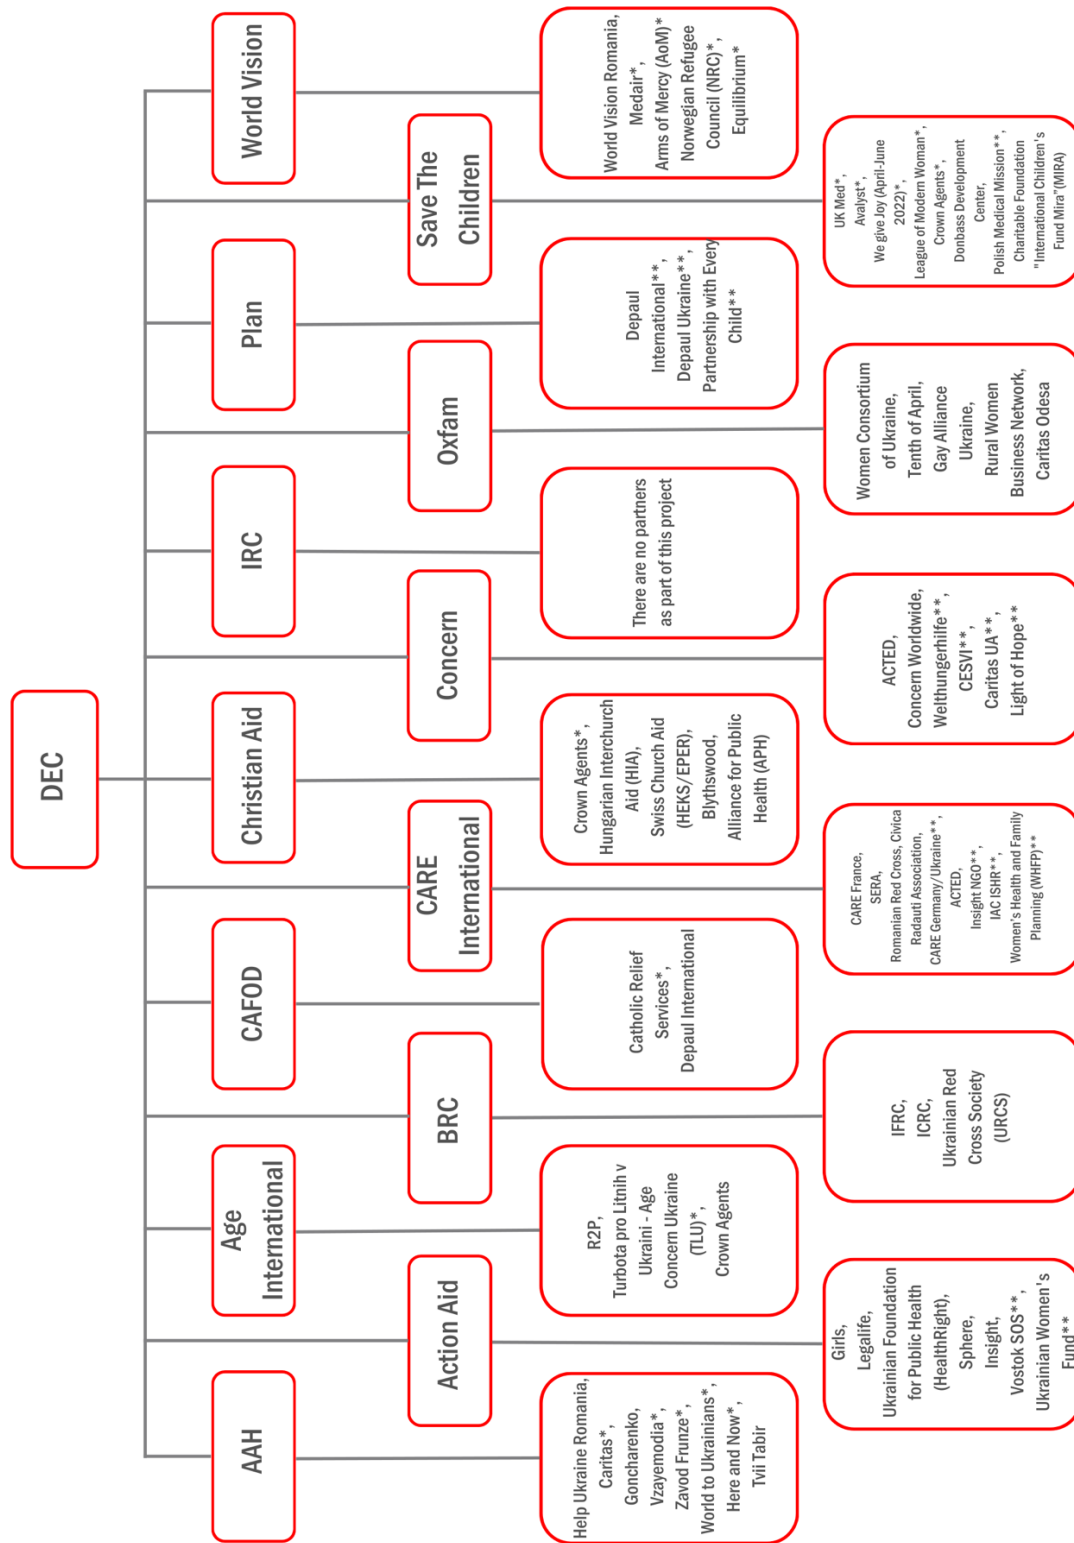 DEC
AAH
Age
International
CAFOD
Christian Aid
IRC
Plan
World Vision
Action Aid
BRC
CARE
International
Concern
Oxfam
Save The
Children
Help Ukraine Romania,
Caritas*,
Goncharenko,
Vzayemodia*,
Zavod Frunze*,
World to Ukrainians*,
Here and Now*,
Tvii Tabir
R2P,
Turbota pro Litnih v
Ukraini - Age
Concern Ukraine
(TLU)*,
Crown Agents
Catholic Relief
Services*,
Depaul International
Crown Agents*,
Hungarian Interchurch
Aid (HIA),
Swiss Church Aid
(HEKS/EPER),
Blythswood,
Alliance for Public
Health (APH)
There are no partners
as part of this project
Depaul
International**,
Depaul Ukraine**,
Partnership with Every
Child**
World Vision Romania,
Medair*,
Arms of Mercy (AoM)*
Norwegian Refugee
Council (NRC)*,
Equilibrium*
Girls,
Legalife,
Ukrainian Foundation
for Public Health
(HealthRight),
Sphere,
Insight,
Vostok SOS**,
Ukrainian Women's
Fund**
IFRC,
ICRC,
Ukrainian Red
Cross Society
(URCS)
CARE France,
SERA,
Romanian Red Cross, Civica
Radauti Association,
CARE Germany/Ukraine**,
ACTED,
Insight NGO**,
IAC ISHR**,
Women's Health and Family
Planning (WHFP)**
ACTED,
Concern Worldwide,
Welthungerhilfe**,
CESVI**,
Caritas UA**,
Light of Hope**
Women Consortium
of Ukraine,
Tenth of April,
Gay Alliance
Ukraine,
Rural Women
Business Network,
Caritas Odesa
UK Med*,
Avalyst*,
We give Joy (April-June
2022)*,
League of Modern Woman*,
Crown Agents*,
Donbass Development
Center,
Polish Medical Mission**,
Charitable Foundation
"International Children's
Fund Mira"(MIRA)